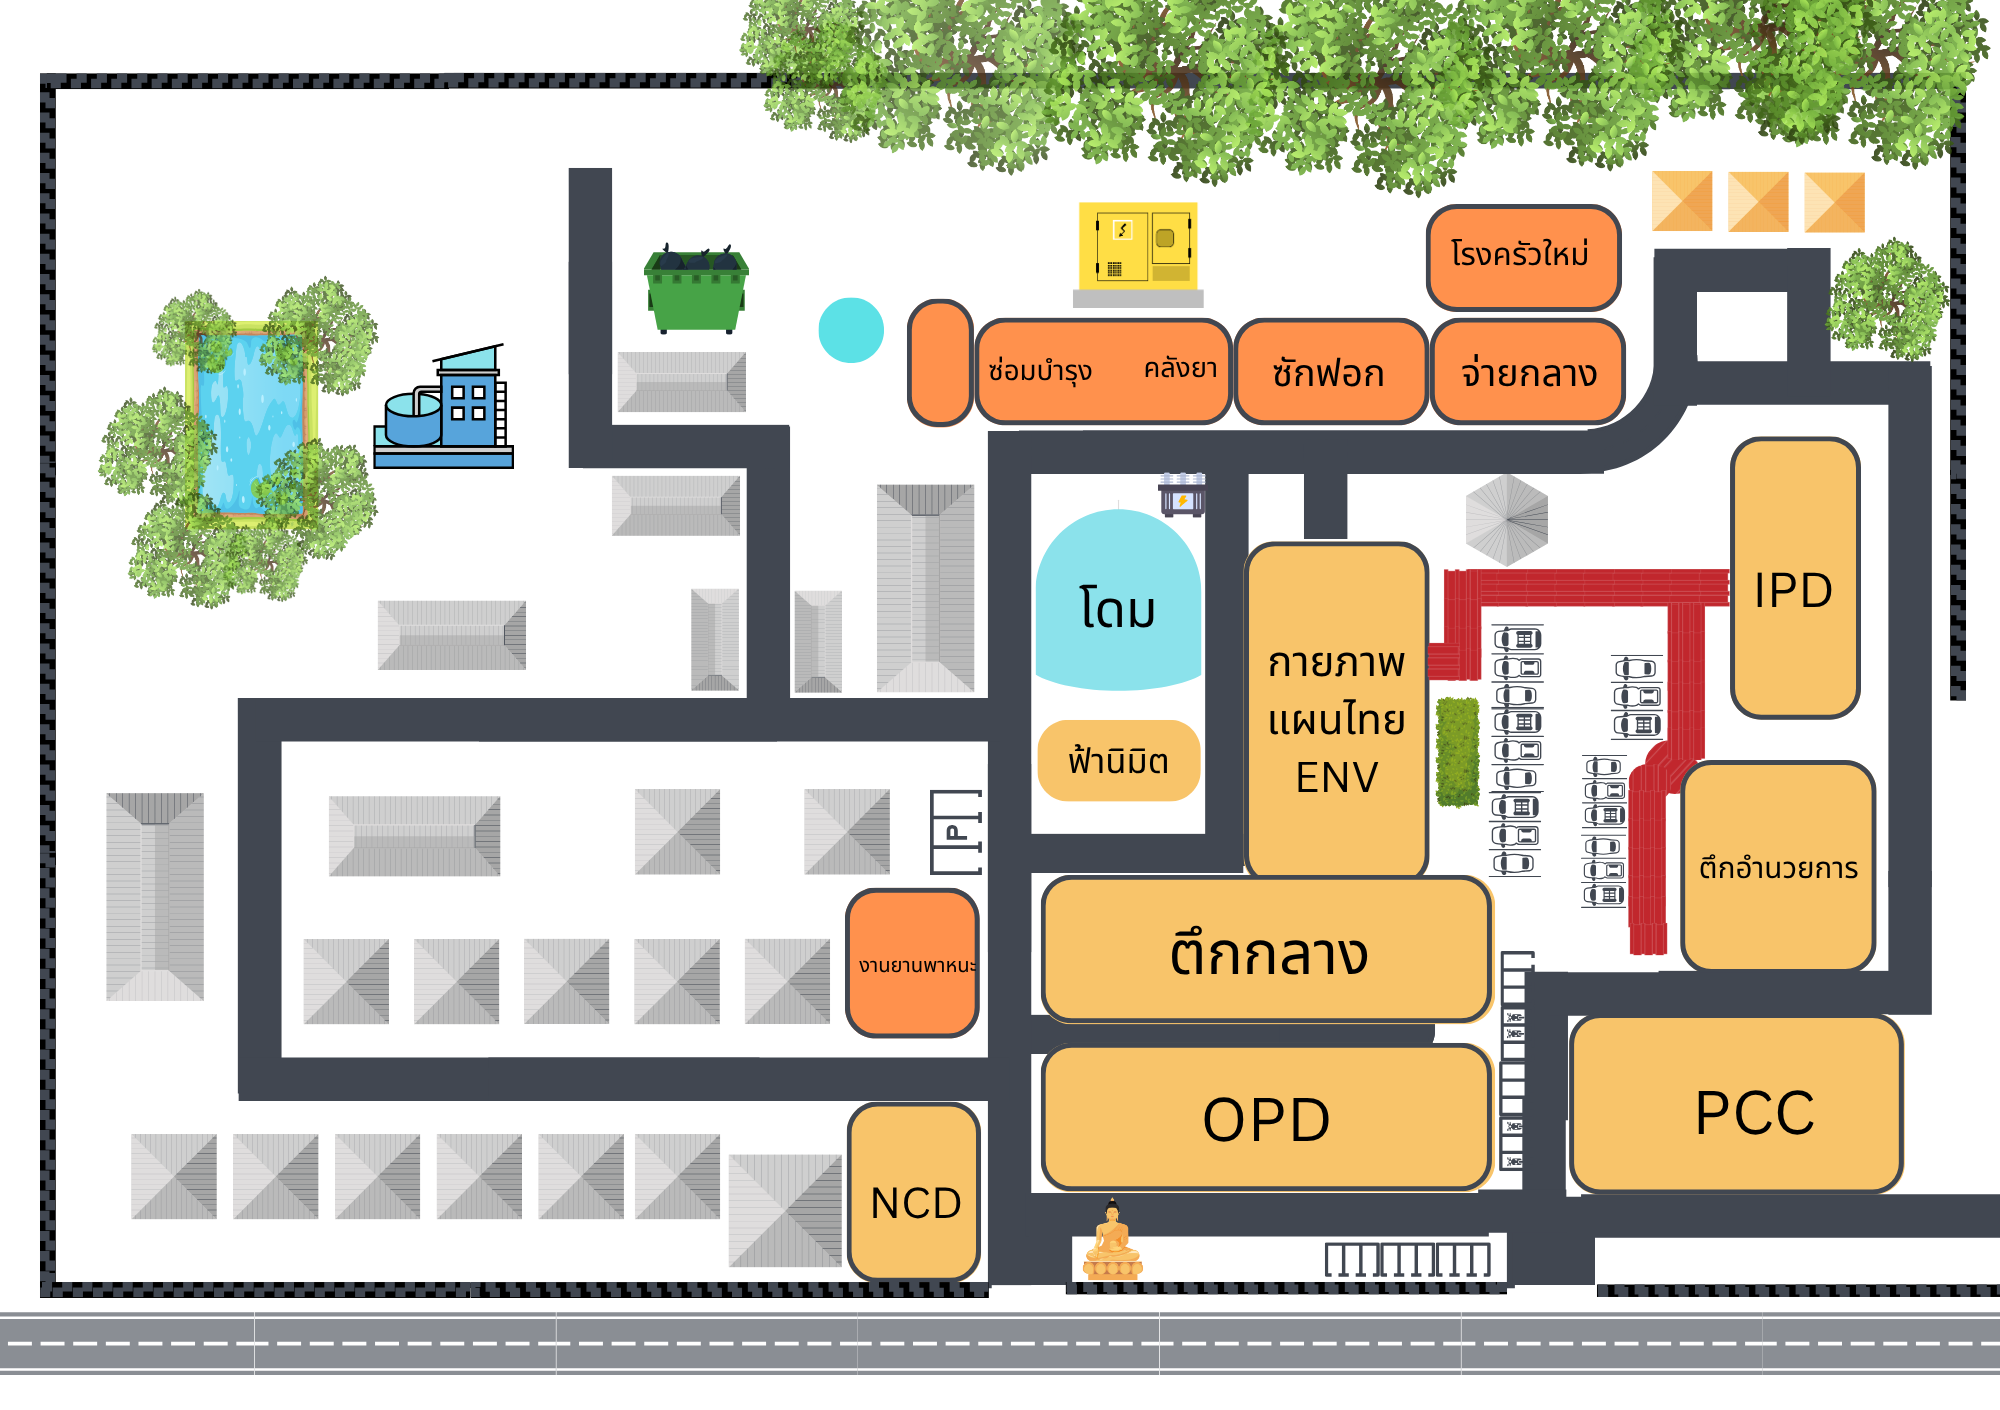 โรงครัวใหม่
ซ่อมบำรุง
คลังยา
ซักฟอก
จ่ายกลาง
โดม
IPD
กายภาพ
แผนไทย
ENV
ฟ้านิมิต
P
ตึกอำนวยการ
ตึกกลาง
งานยานพาหนะ
OPD
PCC
NCD